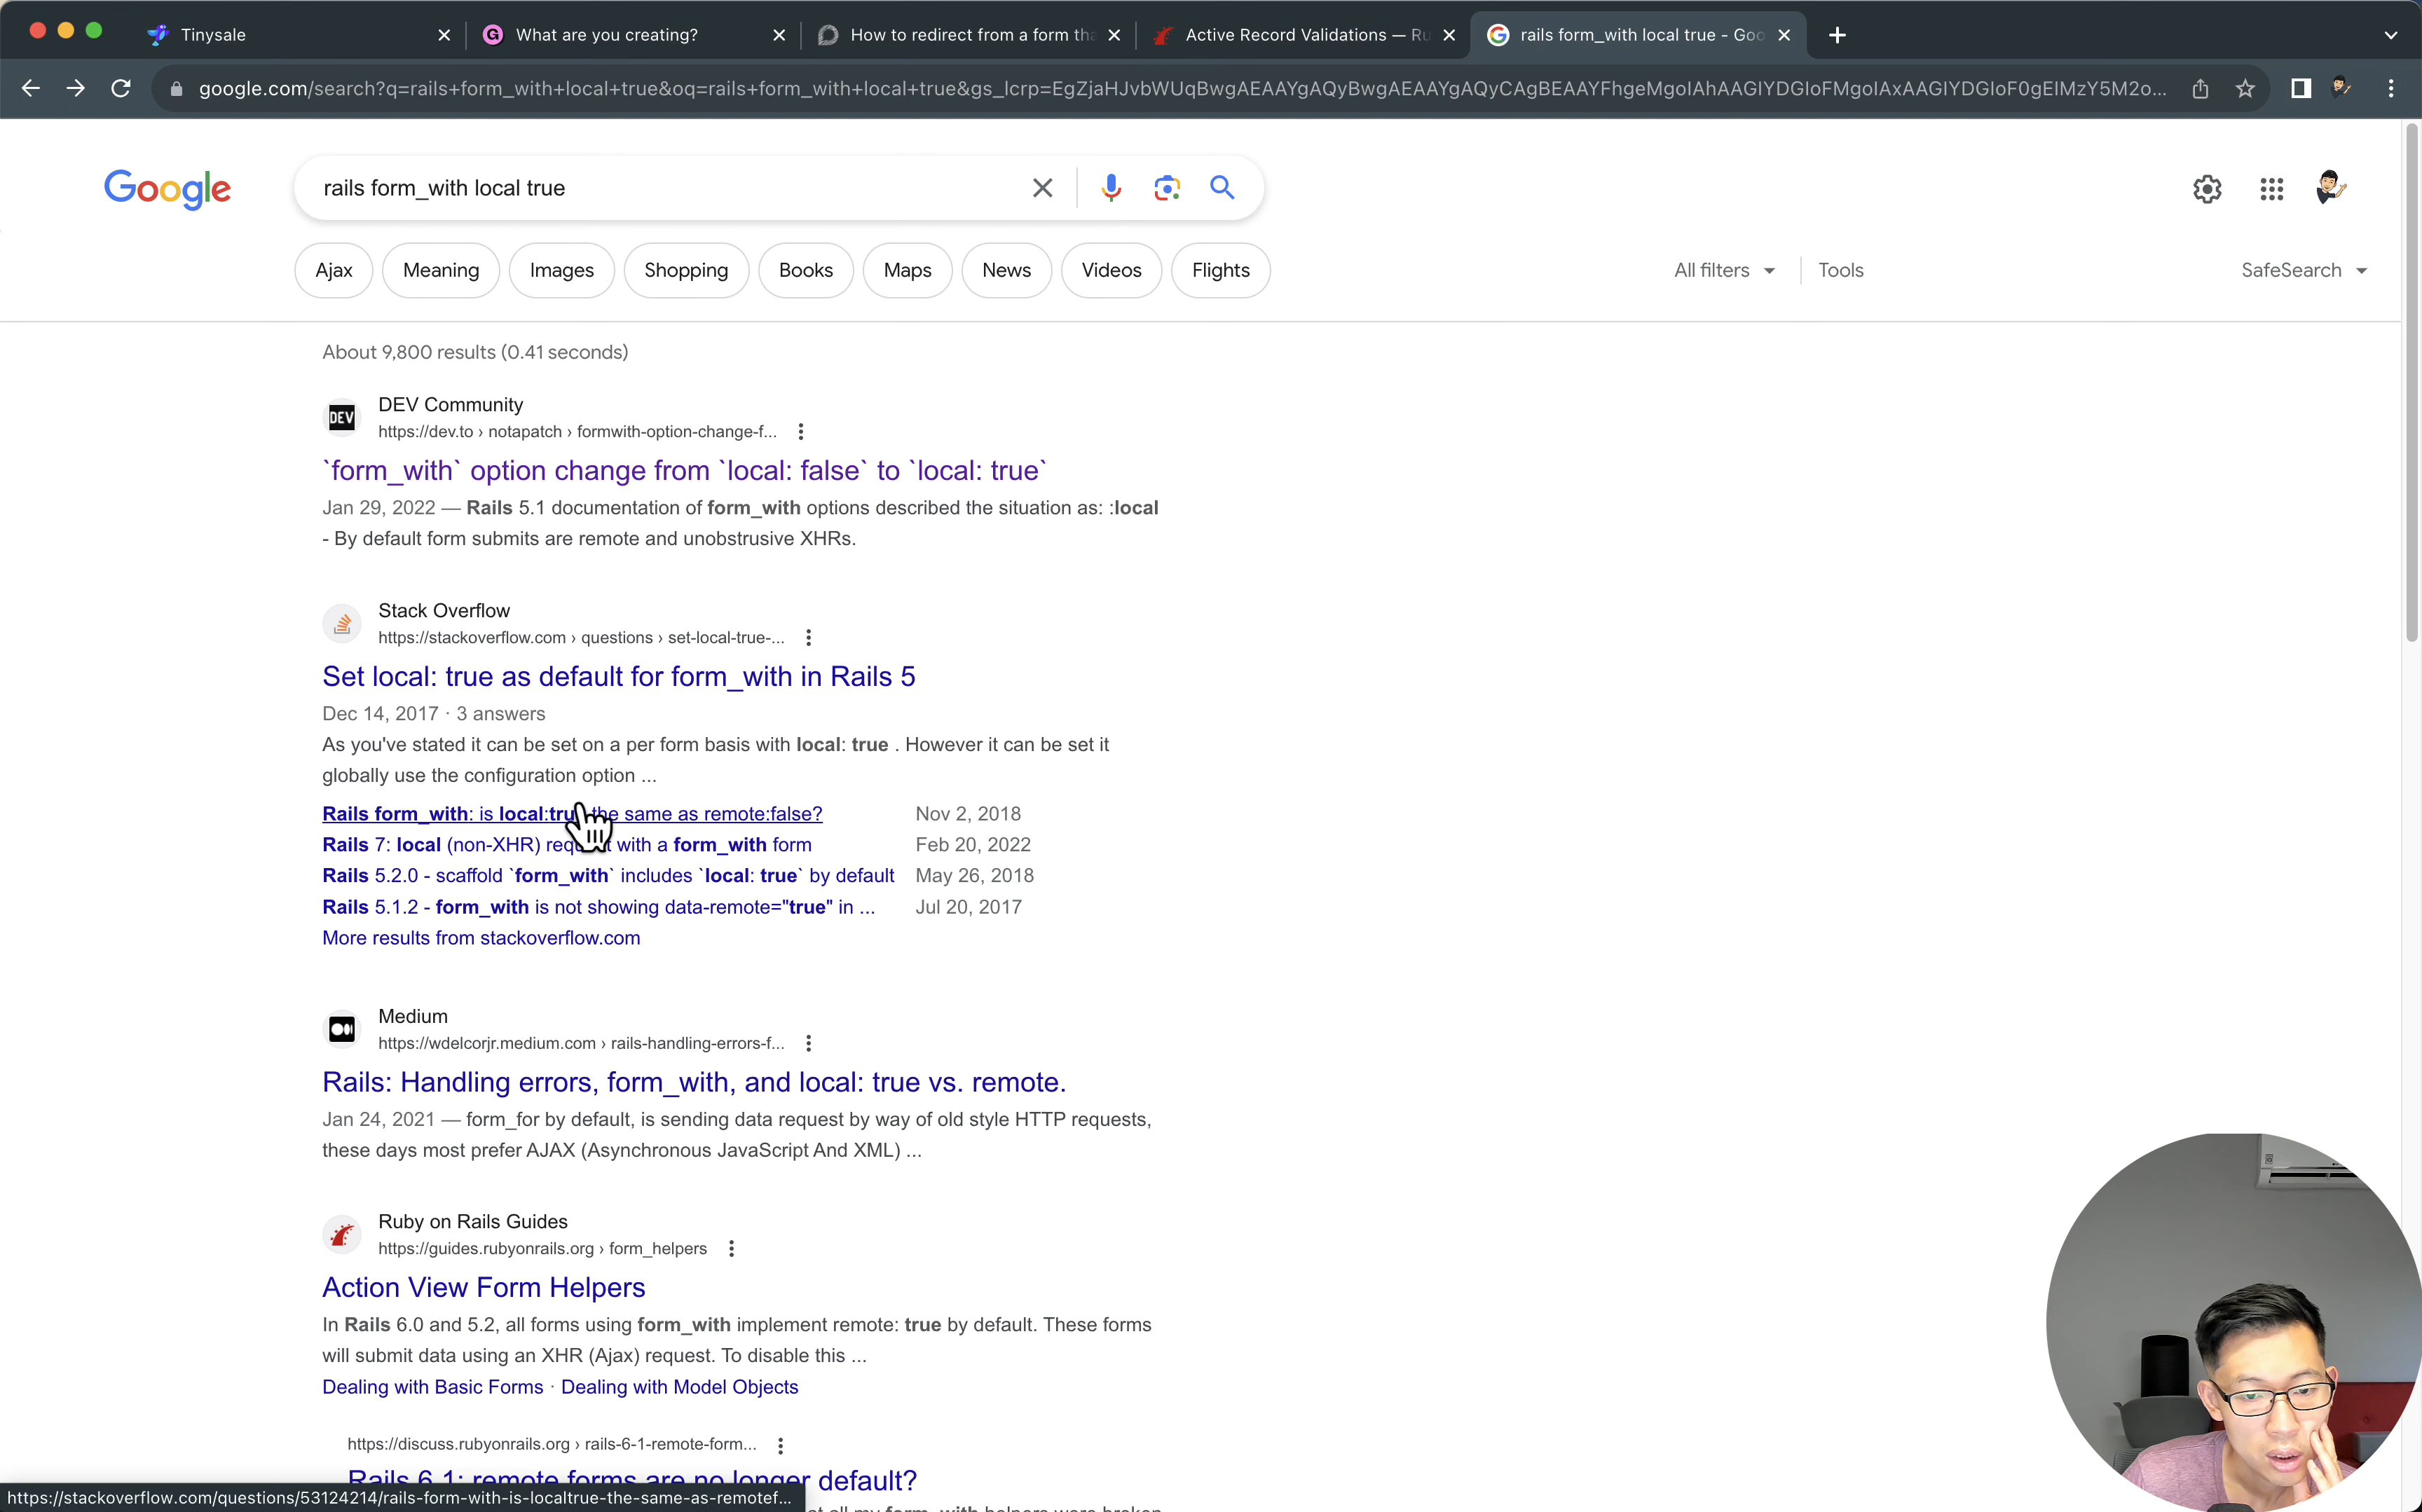 Tinysale
What are you creating?
How to redirect from a form tha
Active Record Validations — Ru
rails form_with local true - Goo
google.com/search?q=rails+form_with+local+true&oq=rails+form_with+local+true&gs_lcrp=EgZjaHJvbWUqBwgAEAAYgAQyBwgAEAAYgAQyCAgBEAAYFhgeMgoIAhAAGIYDGIoFMgoIAxAAGIYDGIoF0gEIMzY5M2o...
Google
rails form_with local true
Ajax
Meaning
Images
Shopping
Books
Maps
News
Videos
Flights
All filters
Tools
SafeSearch
About 9,800 results (0.41 seconds)
DEV
DEV Community
https://dev.to › notapatch › formwith-option-change-f...
`form_with` option change from `local: false` to `local: true`
Jan 29, 2022 — Rails 5.1 documentation of form_with options described the situation as: :local
- By default form submits are remote and unobstrusive XHRs.
Stack Overflow
https://stackoverflow.com › questions › set-local-true-...
Set local: true as default for form_with in Rails 5
Dec 14, 2017 · 3 answers
As you've stated it can be set on a per form basis with local: true . However it can be set it
globally use the configuration option ...
Rails form_with: is local:true the same as remote:false? Nov 2, 2018
Rails 7: local (non-XHR) request with a form_with form Feb 20, 2022
Rails 5.2.0 - scaffold `form_with` includes `local: true` by default May 26, 2018
Rails 5.1.2 - form_with is not showing data-remote="true" in ... Jul 20, 2017
More results from stackoverflow.com
Medium
https://wdelcorjr.medium.com › rails-handling-errors-f...
Rails: Handling errors, form_with, and local: true vs. remote.
Jan 24, 2021 — form_for by default, is sending data request by way of old style HTTP requests,
these days most prefer AJAX (Asynchronous JavaScript And XML) ...
Ruby on Rails Guides
https://guides.rubyonrails.org › form_helpers
Action View Form Helpers
In Rails 6.0 and 5.2, all forms using form_with implement remote: true by default. These forms
will submit data using an XHR (Ajax) request. To disable this ...
Dealing with Basic Forms · Dealing with Model Objects
https://discuss.rubyonrails.org › rails-6-1-remote-form...
Rails 6.1: remote forms are no longer default?
https://stackoverflow.com/questions/53124214/rails-form-with-is-localtrue-the-same-as-remotef...
at all my form_with helpers were broken